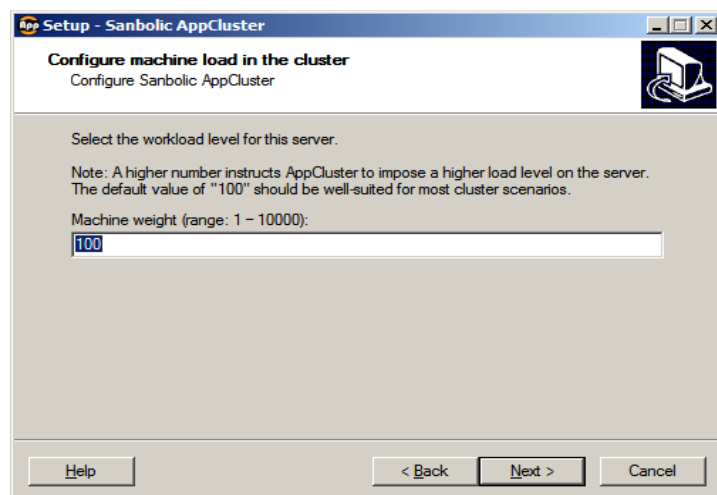 App Setup - Sanbolic AppCluster
Configure machine load in the cluster
Configure Sanbolic AppCluster
Select the workload level for this server.
Note: A higher number instructs AppCluster to impose a higher load level on the server.
The default value of "100" should be well-suited for most cluster scenarios.
Machine weight (range: 1 – 10000):
100
Help < Back Next > Cancel